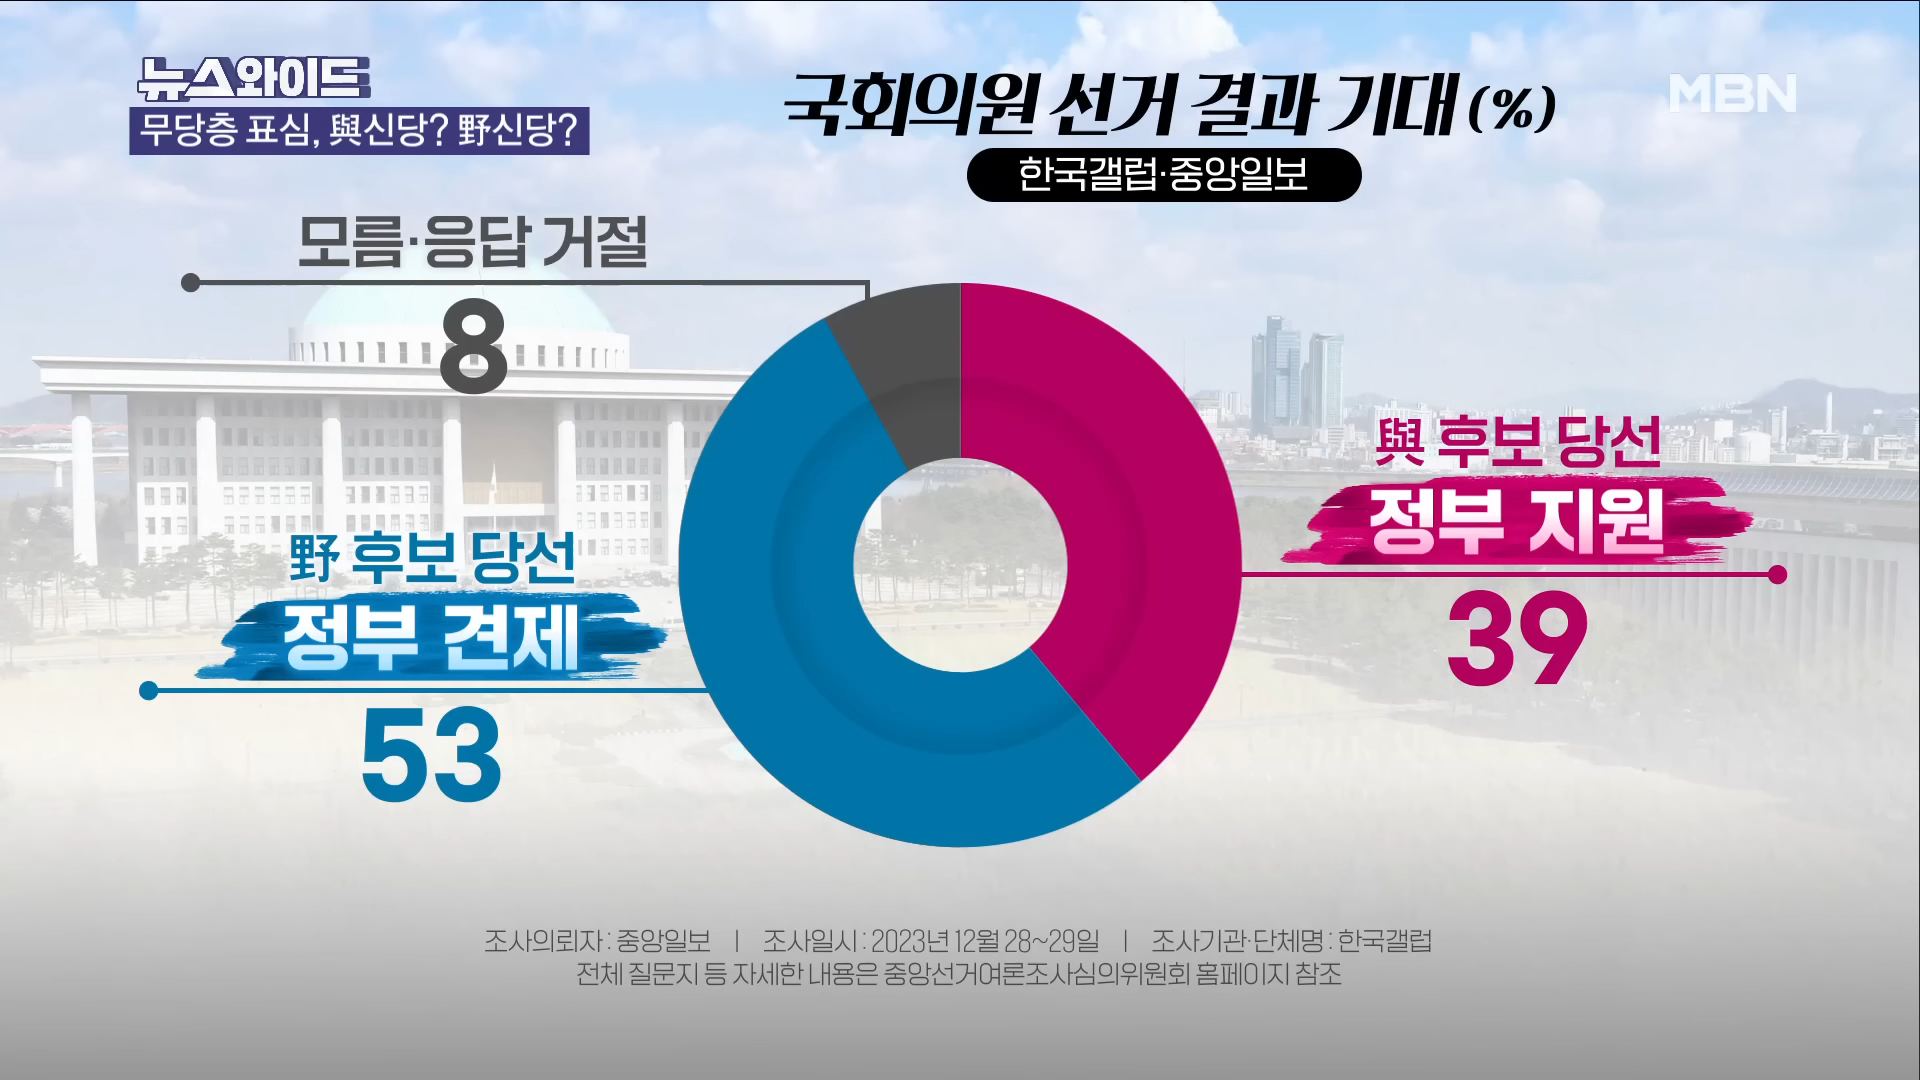 뉴스와이드
무당층 표심, 與신당? 野신당?
국회의원 선거 결과 기대 (%)
MBN
한국갤럽·중앙일보
모름·응답 거절
8
與 후보 당선
정부 지원
39
野 후보 당선
정부 견제
53
조사의뢰자 : 중앙일보 | 조사일시 : 2023년 12월 28~29일 | 조사기관·단체명 : 한국갤럽
전체 질문지 등 자세한 내용은 중앙선거여론조사심의위원회 홈페이지 참조